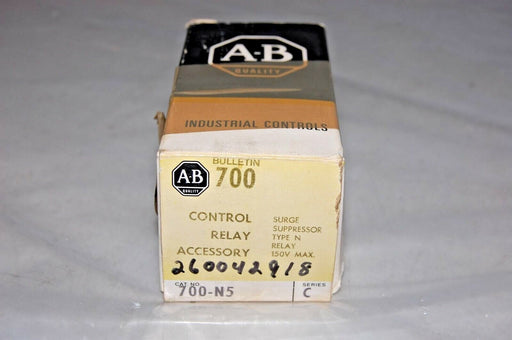 A-B
QUALITY
INDUSTRIAL CONTROLS
BULLETIN
A-B 700
QUALITY
CONTROL
RELAY
ACCESSORY
SURGE
SUPPRESSOR
TYPE N
RELAY
150V MAX.
260042918
CAT NO. SERIES
700-N5 C